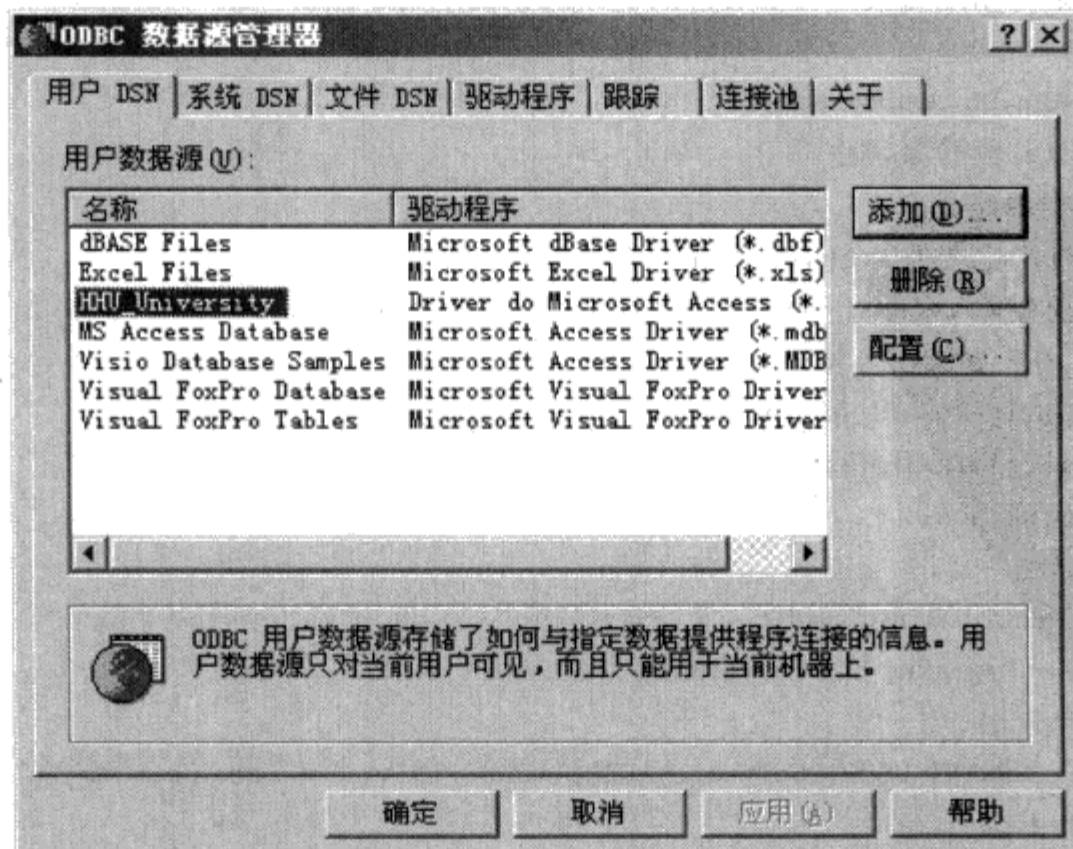 ODBC 数据源管理器
用户 DSN 系统 DSN 文件 DSN 驱动程序 跟踪 连接池 关于
用户数据源(U):
名称 驱动程序
添加(D)...
dBASE Files Microsoft dBase Driver (*.dbf)
Excel Files Microsoft Excel Driver (*.xls)
删除(R)
HHU_University Driver do Microsoft Access (*.
MS Access Database Microsoft Access Driver (*.mdb
配置(C)...
Visio Database Samples Microsoft Access Driver (*.MDB
Visual FoxPro Database Microsoft Visual FoxPro Driver
Visual FoxPro Tables Microsoft Visual FoxPro Driver
ODBC 用户数据源存储了如何与指定数据提供程序连接的信息。用
户数据源只对当前用户可见，而且只能用于当前机器上。
确定 取消 应用(A) 帮助